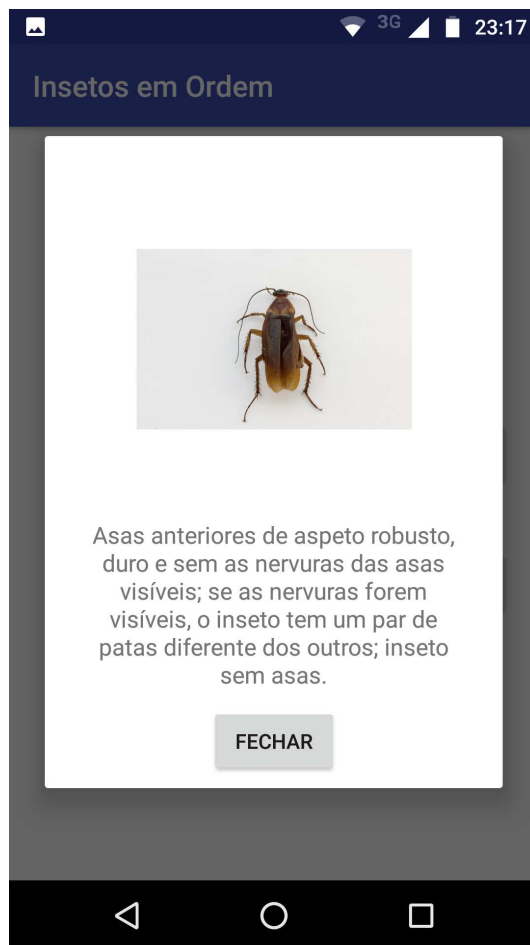 3G 23:17
Insetos em Ordem
Asas anteriores de aspeto robusto,
duro e sem as nervuras das asas
visíveis; se as nervuras forem
visíveis, o inseto tem um par de
patas diferente dos outros; inseto
sem asas.
FECHAR